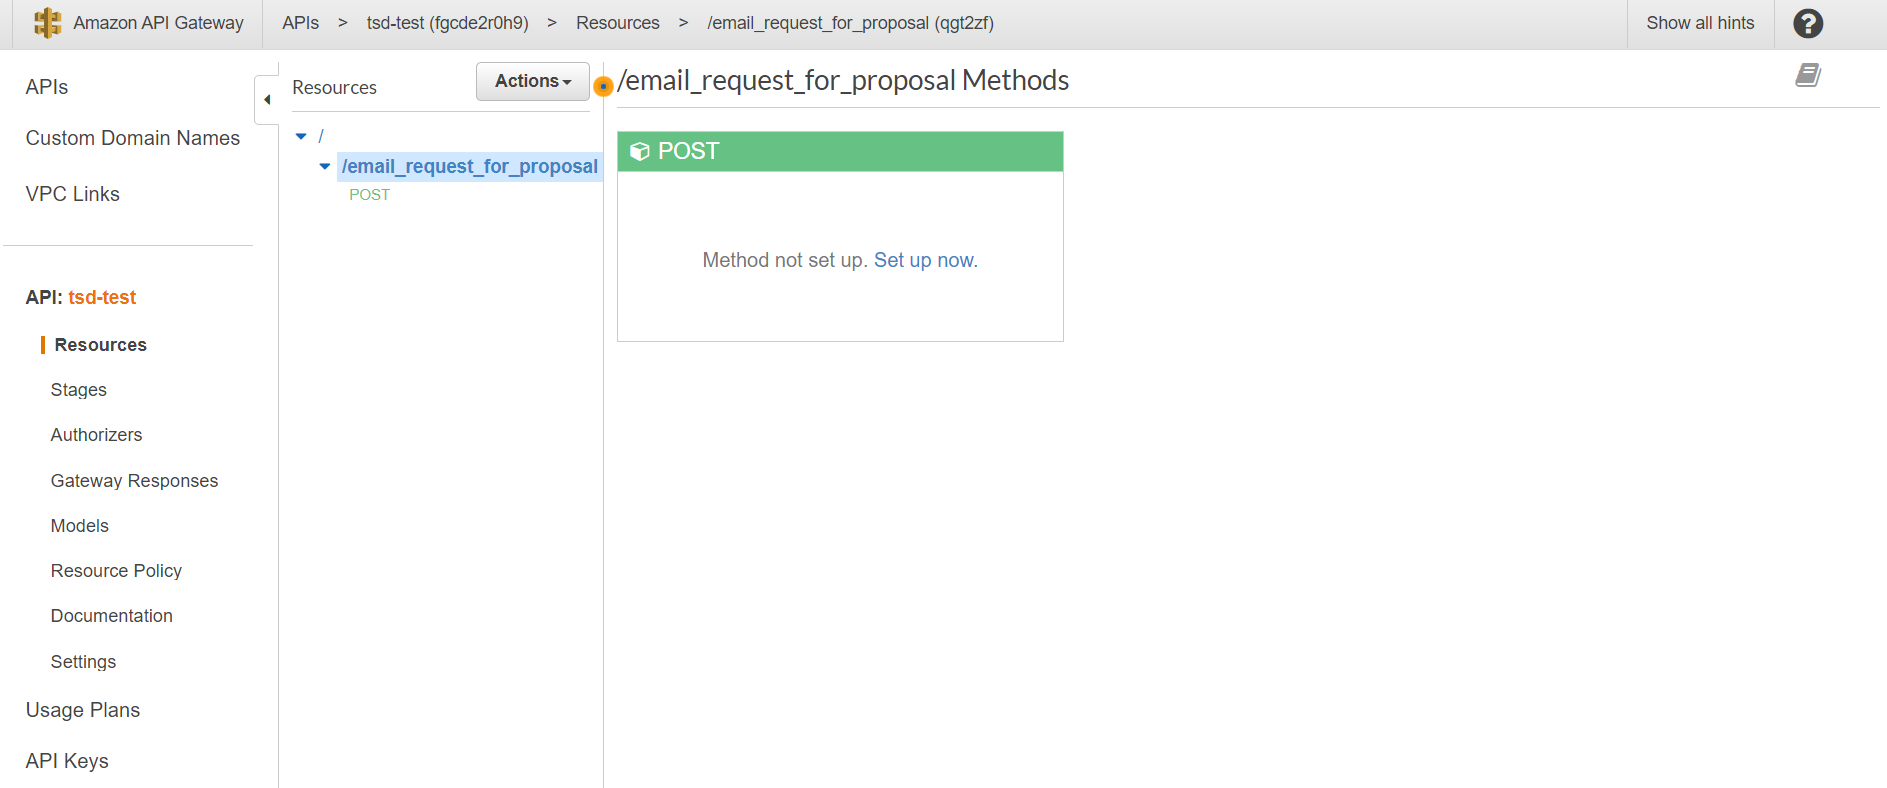 Amazon API Gateway
APIs > tsd-test (fgcde2r0h9) > Resources > /email_request_for_proposal (qgt2zf)
Show all hints
?
APIs
Custom Domain Names
VPC Links
API: tsd-test
Resources
Stages
Authorizers
Gateway Responses
Models
Resource Policy
Documentation
Settings
Usage Plans
API Keys
Resources
Actions
/
/email_request_for_proposal
POST
/email_request_for_proposal Methods
POST
Method not set up. Set up now.